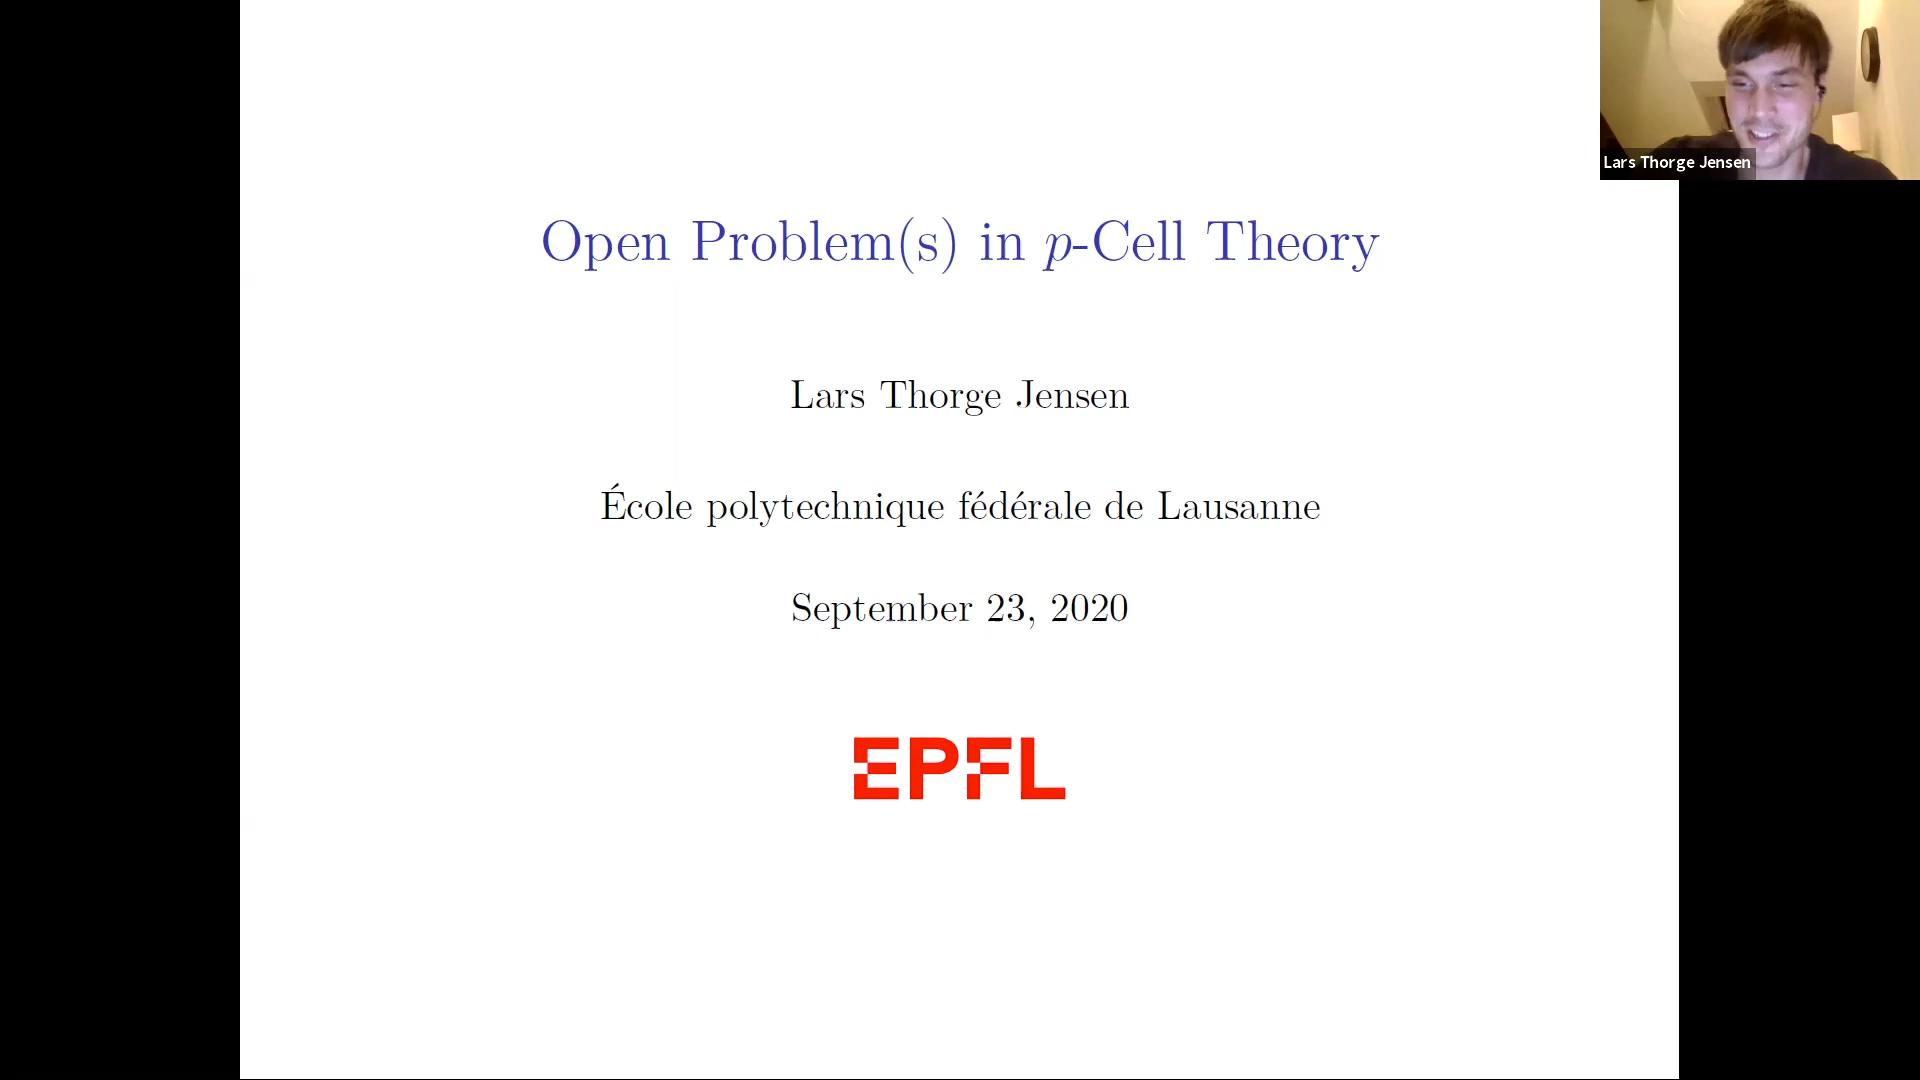 Open Problem(s) in p-Cell Theory
Lars Thorge Jensen
École polytechnique fédérale de Lausanne
September 23, 2020
EPFL
Lars Thorge Jensen